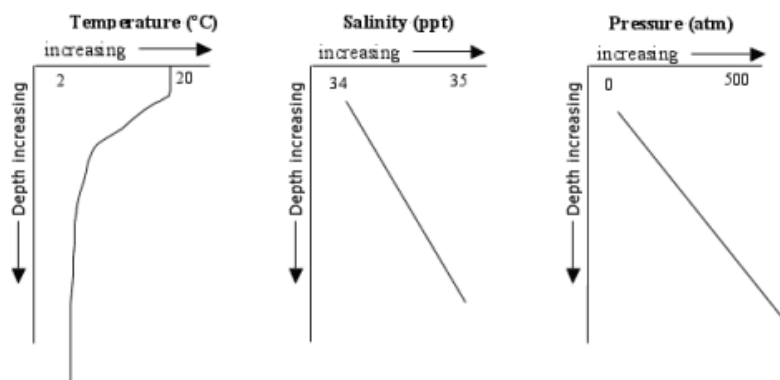 Temperature (°C)
increasing
2
20
Depth increasing
Salinity (ppt)
increasing
34
35
Depth increasing
Pressure (atm)
increasing
0
500
Depth increasing